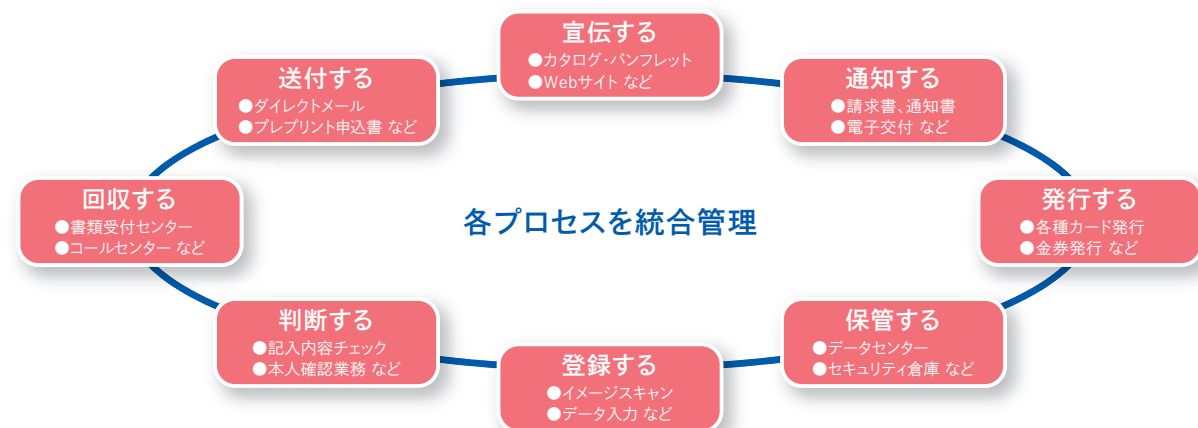 宣伝する
●カタログ・パンフレット
●Webサイト など
送付する
●ダイレクトメール
●プレプリント申込書 など
通知する
●請求書、通知書
●電子交付 など
回収する
●書類受付センター
●コールセンター など
各プロセスを統合管理
発行する
●各種カード発行
●金券発行 など
判断する
●記入内容チェック
●本人確認業務 など
保管する
●データセンター
●セキュリティ倉庫 など
登録する
●イメージスキャン
●データ入力 など